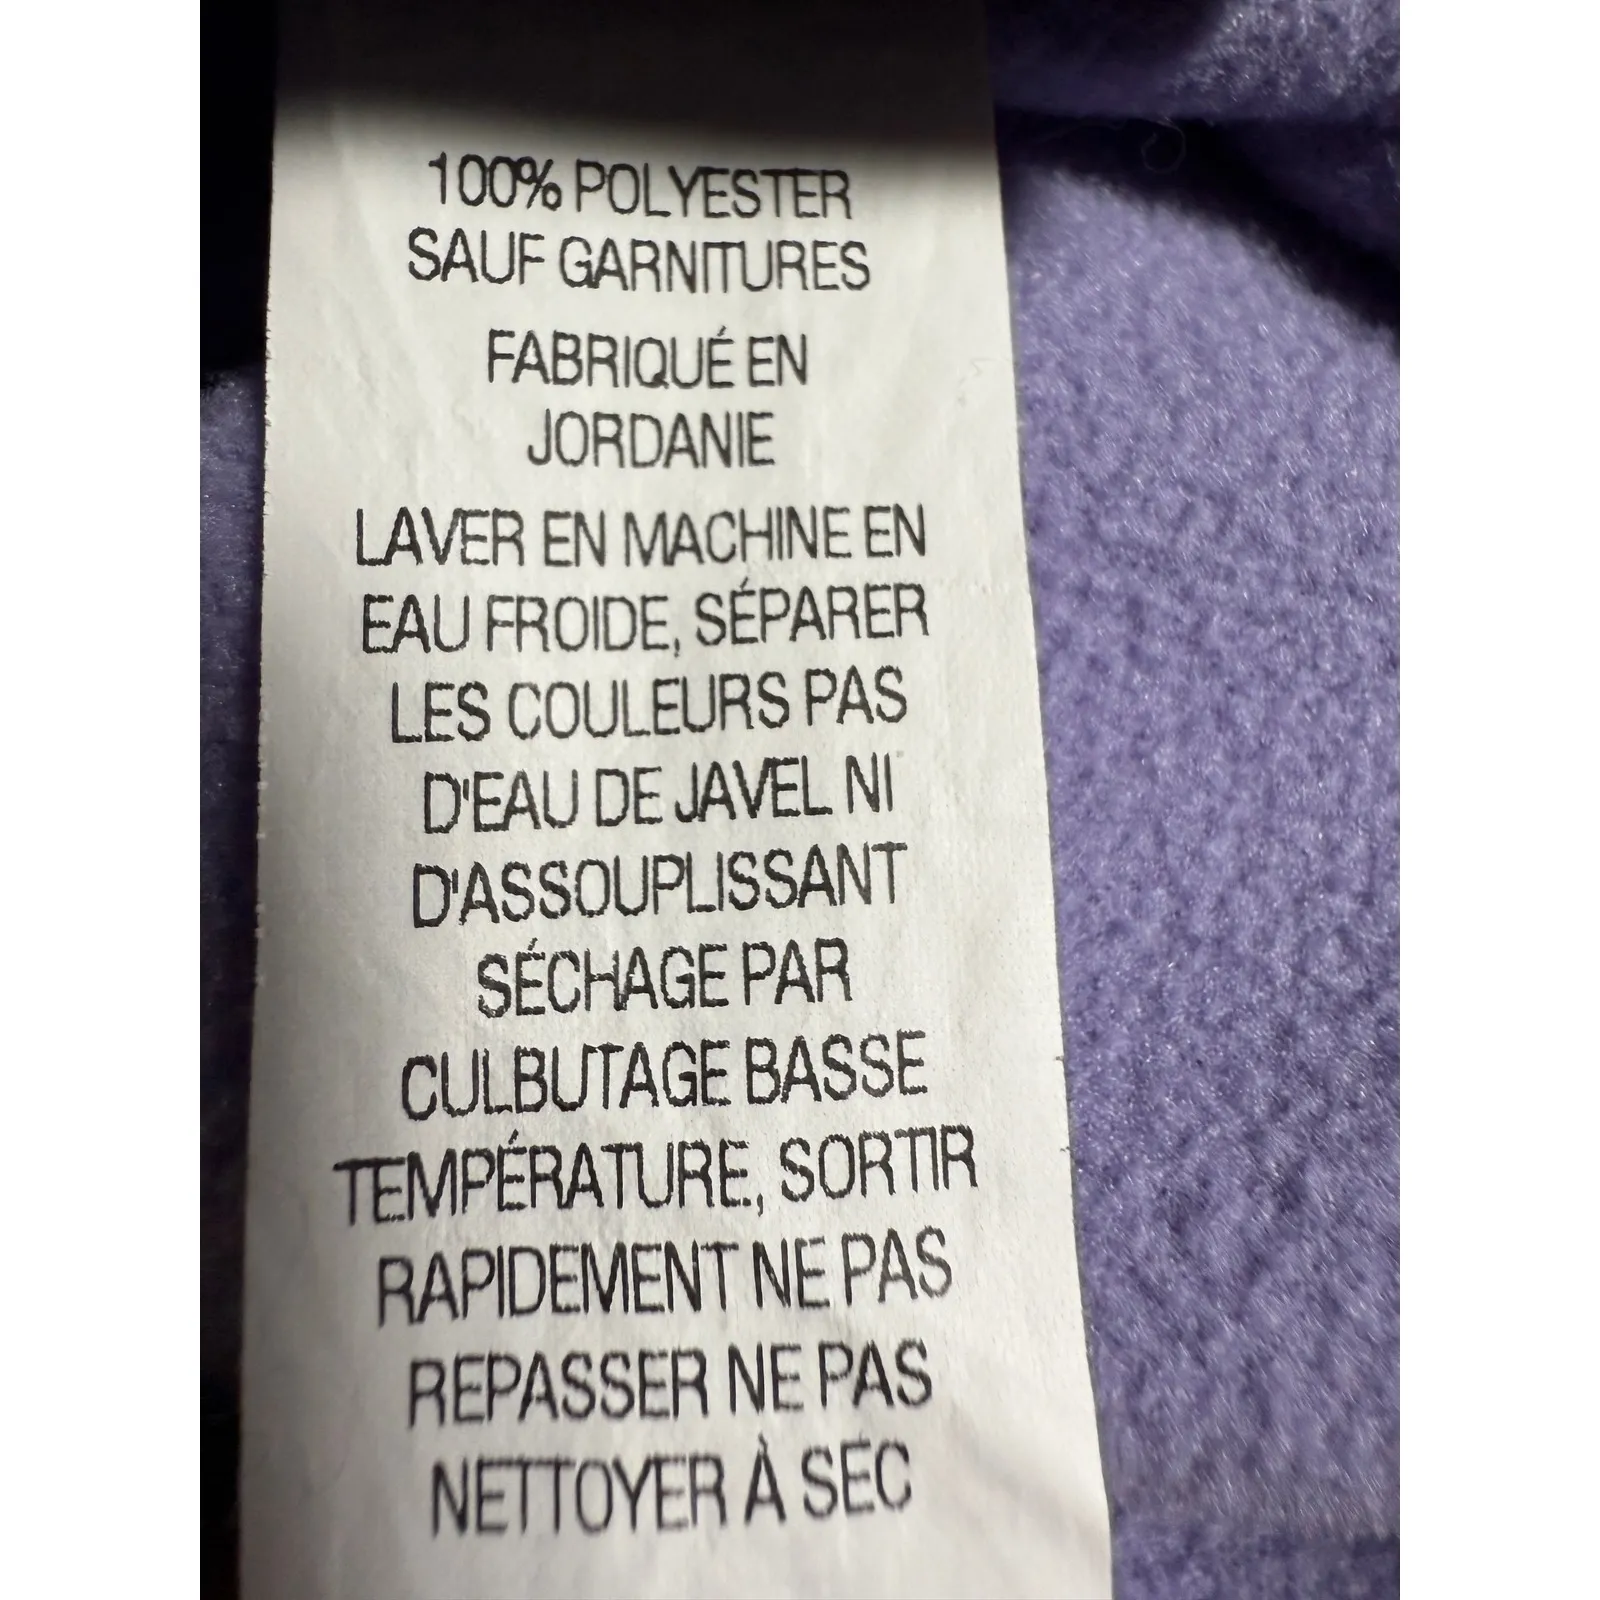 100% POLYESTER
SAUF GARNITURES
FABRIQUÉ EN
JORDANIE
LAVER EN MACHINE EN
EAU FROIDE, SÉPARER
LES COULEURS PAS
D'EAU DE JAVEL NI
D'ASSOUPLISSANT
SÉCHAGE PAR
CULBUTAGE BASSE
TEMPÉRATURE, SORTIR
RAPIDEMENT NE PAS
REPASSER NE PAS
NETTOYER À SEC